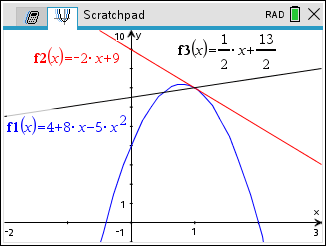 Scratchpad RAD
10 y
f2(x)=-2·x+9
f3(x)=1/2·x+13/2
f1(x)=4+8·x-5·x²
1
x
-2 -1 1 3